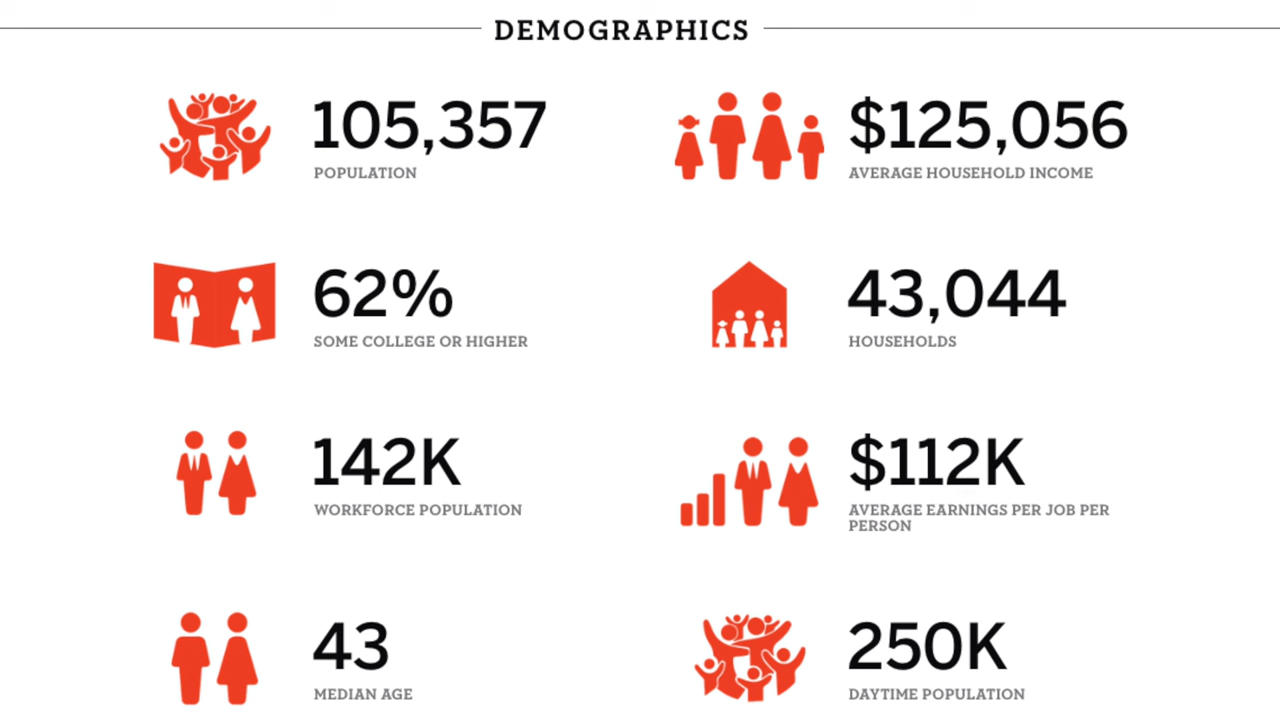 DEMOGRAPHICS
105,357
POPULATION
$125,056
AVERAGE HOUSEHOLD INCOME
62%
SOME COLLEGE OR HIGHER
43,044
HOUSEHOLDS
142K
WORKFORCE POPULATION
$112K
AVERAGE EARNINGS PER JOB PER
PERSON
43
MEDIAN AGE
250K
DAYTIME POPULATION